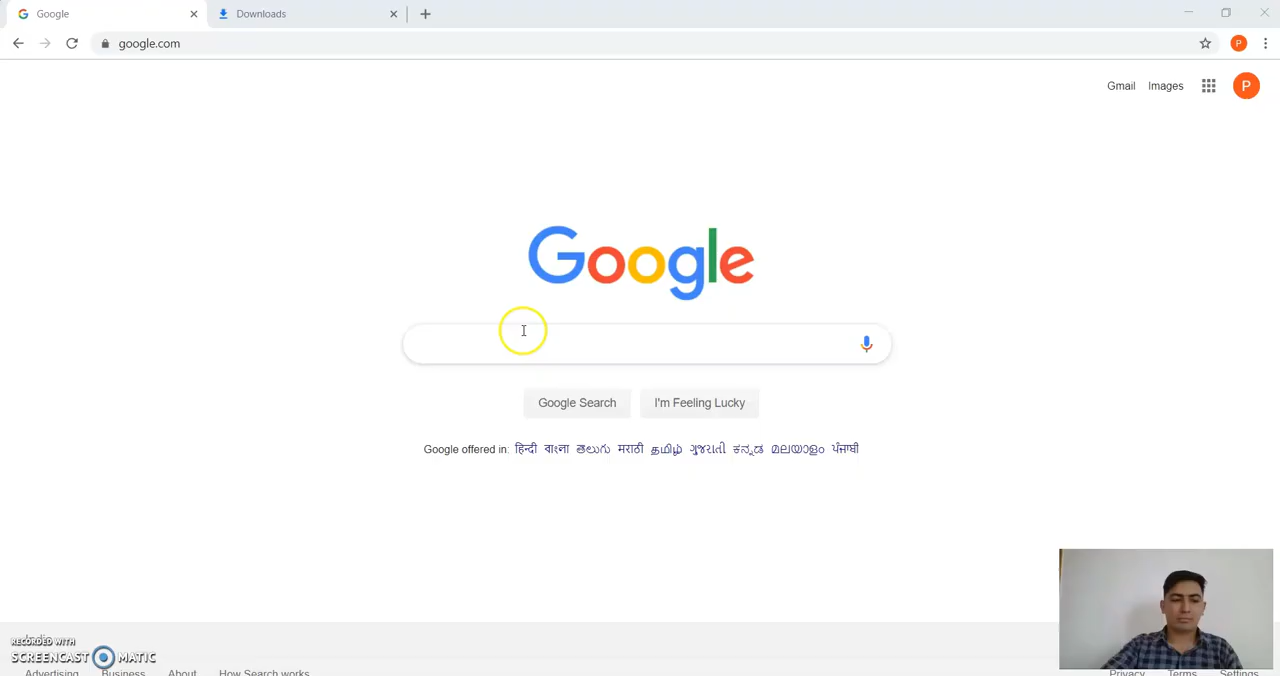 Google
Downloads
google.com
P
Gmail Images
P
Google
Google Search
I'm Feeling Lucky
Google offered in: हिन्दी বাংলা తెలుగు मराठी தமிழ் ગુજરાતી ಕನ್ನಡ മലയാളം ਪੰਜਾਬੀ
India
RECORDED WITH
SCREENCAST MATIC
Advertising Business About How Search works
Privacy Terms Settings